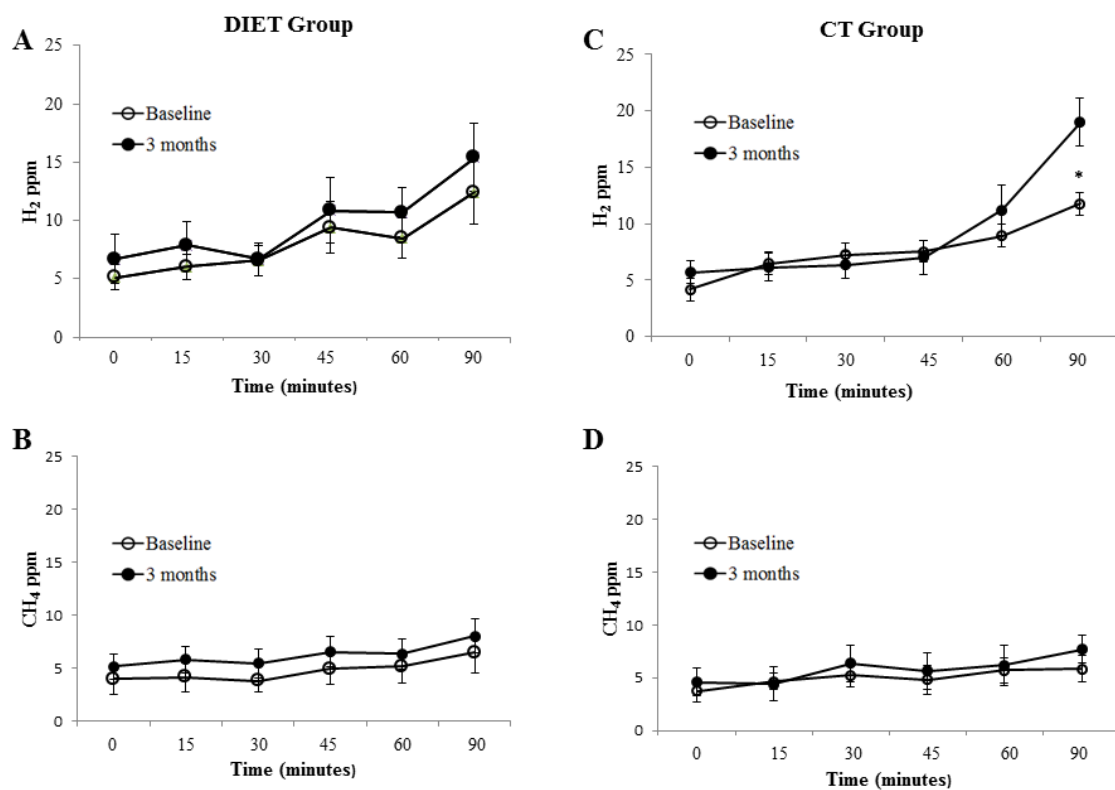 DIET Group
A
25
20
15
10
5
0
H₂ ppm
Baseline
3 months
0 15 30 45 60 90
Time (minutes)
CT Group
C
25
20
15
10
5
0
H₂ ppm
Baseline
3 months
*
0 15 30 45 60 90
Time (minutes)
B
25
20
15
10
5
0
CH₄ ppm
Baseline
3 months
0 15 30 45 60 90
Time (minutes)
D
25
20
15
10
5
0
CH₄ ppm
Baseline
3 months
0 15 30 45 60 90
Time (minutes)